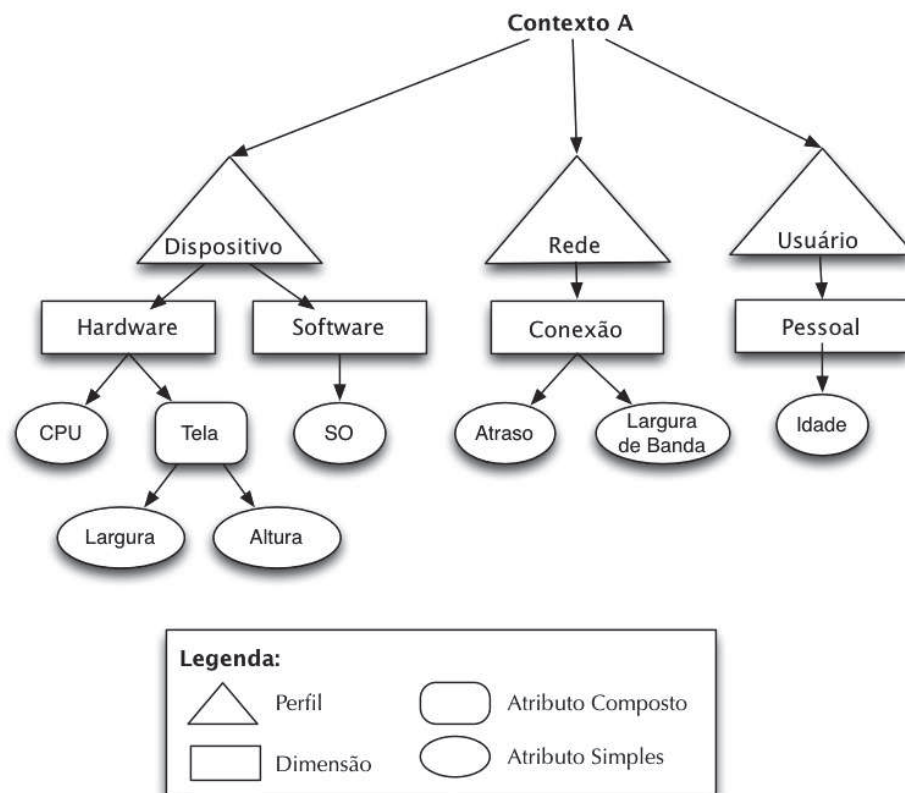 Contexto A
Dispositivo
Rede
Usuário
Hardware
Software
Conexão
Pessoal
CPU
Tela
SO
Atraso
Largura
de Banda
Idade
Largura
Altura
Legenda:
Perfil
Atributo Composto
Dimensão
Atributo Simples